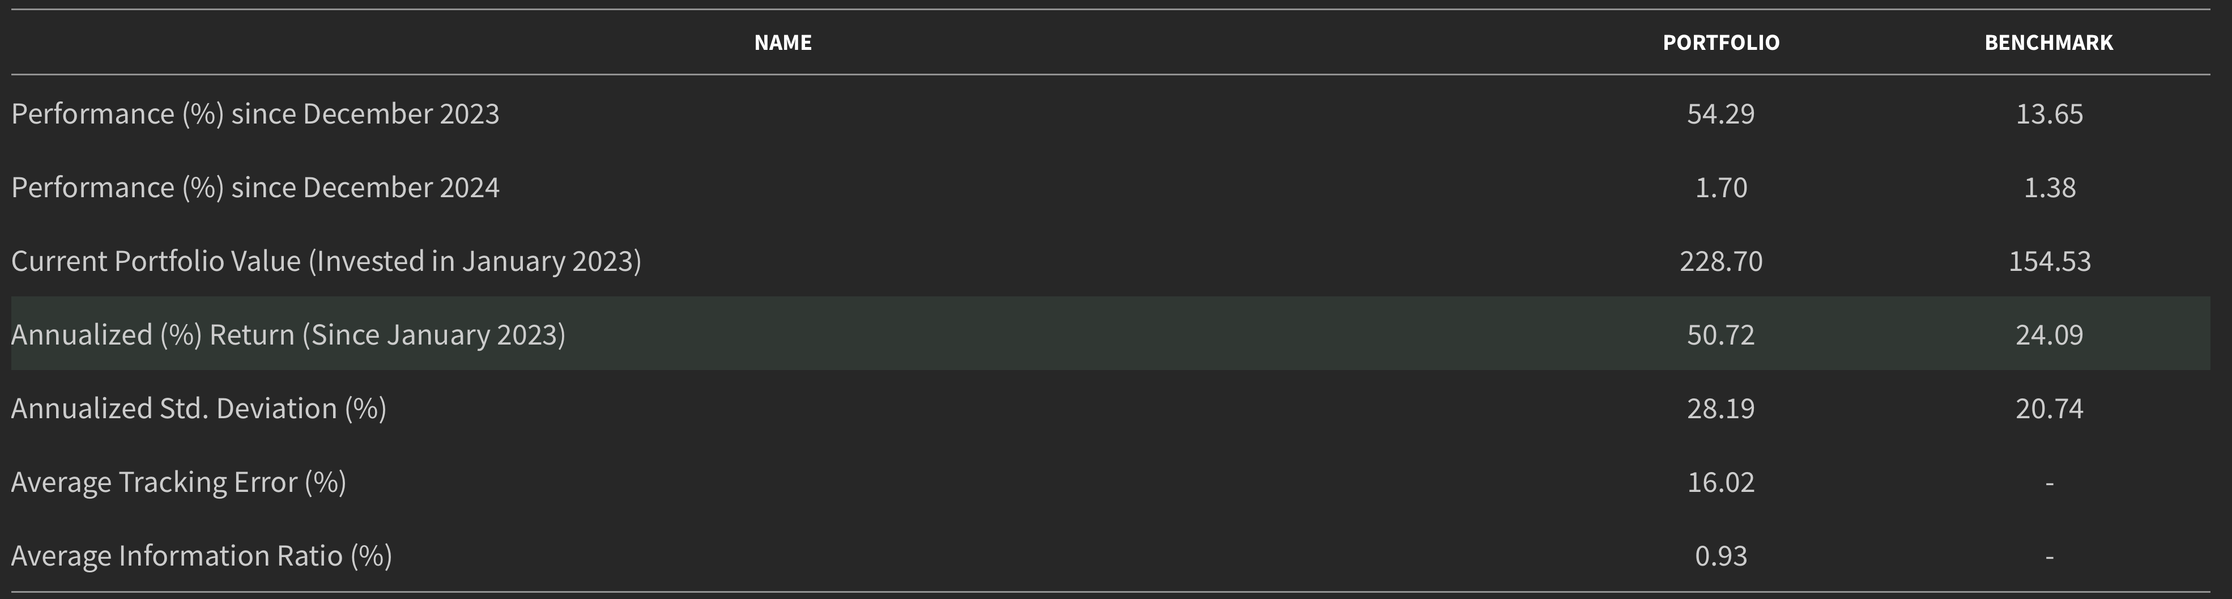 NAME PORTFOLIO BENCHMARK
Performance (%) since December 2023 54.29 13.65
Performance (%) since December 2024 1.70 1.38
Current Portfolio Value (Invested in January 2023) 228.70 154.53
Annualized (%) Return (Since January 2023) 50.72 24.09
Annualized Std. Deviation (%) 28.19 20.74
Average Tracking Error (%) 16.02 -
Average Information Ratio (%) 0.93 -